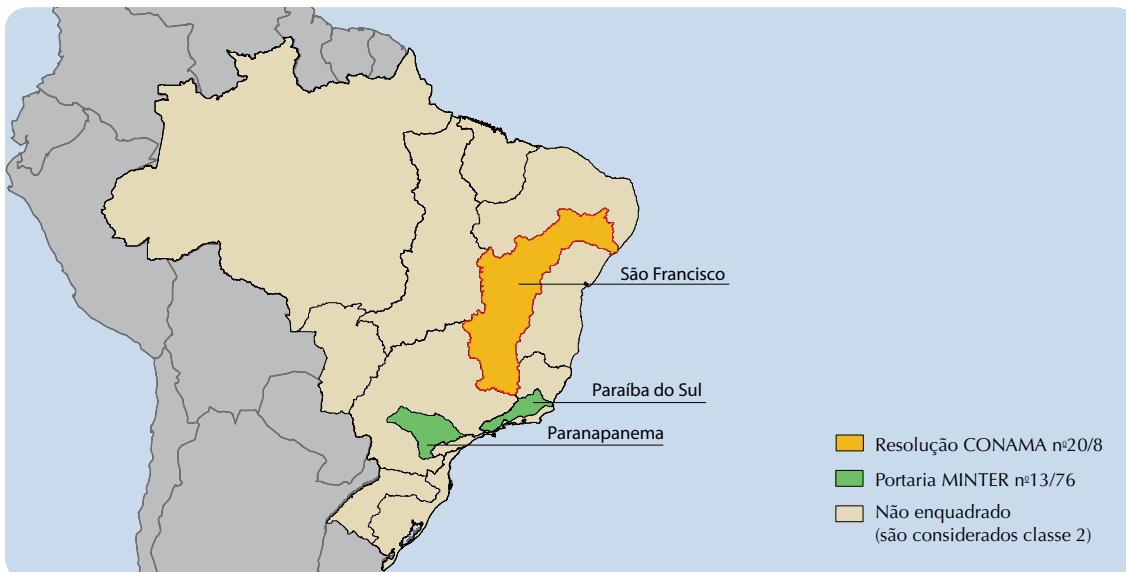 São Francisco
Paraíba do Sul
Paranapanema
Resolução CONAMA nº20/8
Portaria MINTER nº13/76
Não enquadrado
(são considerados classe 2)